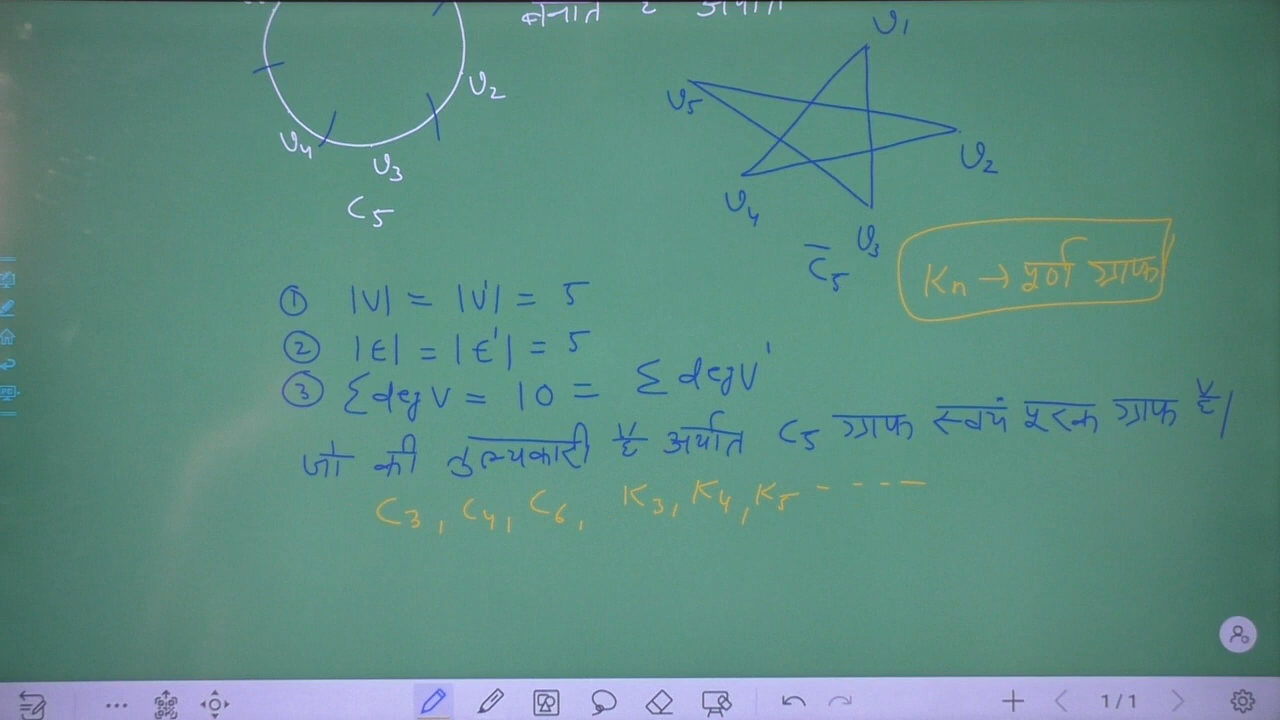 v₁
v₅
v₂
v₂
v₄
v₃
v₄
C₅
v₃
C̅₅
Kₙ → पूर्ण ग्राफ
① |V| = |V'| = 5
② |E| = |E'| = 5
③ Σdeg V = 10 = Σ deg V'
जो की तुल्यकारी है अर्थात C₅ ग्राफ स्वयं पूरक ग्राफ है।
C₃, C₄, C₆, K₃, K₄, K₅ -----
1/1